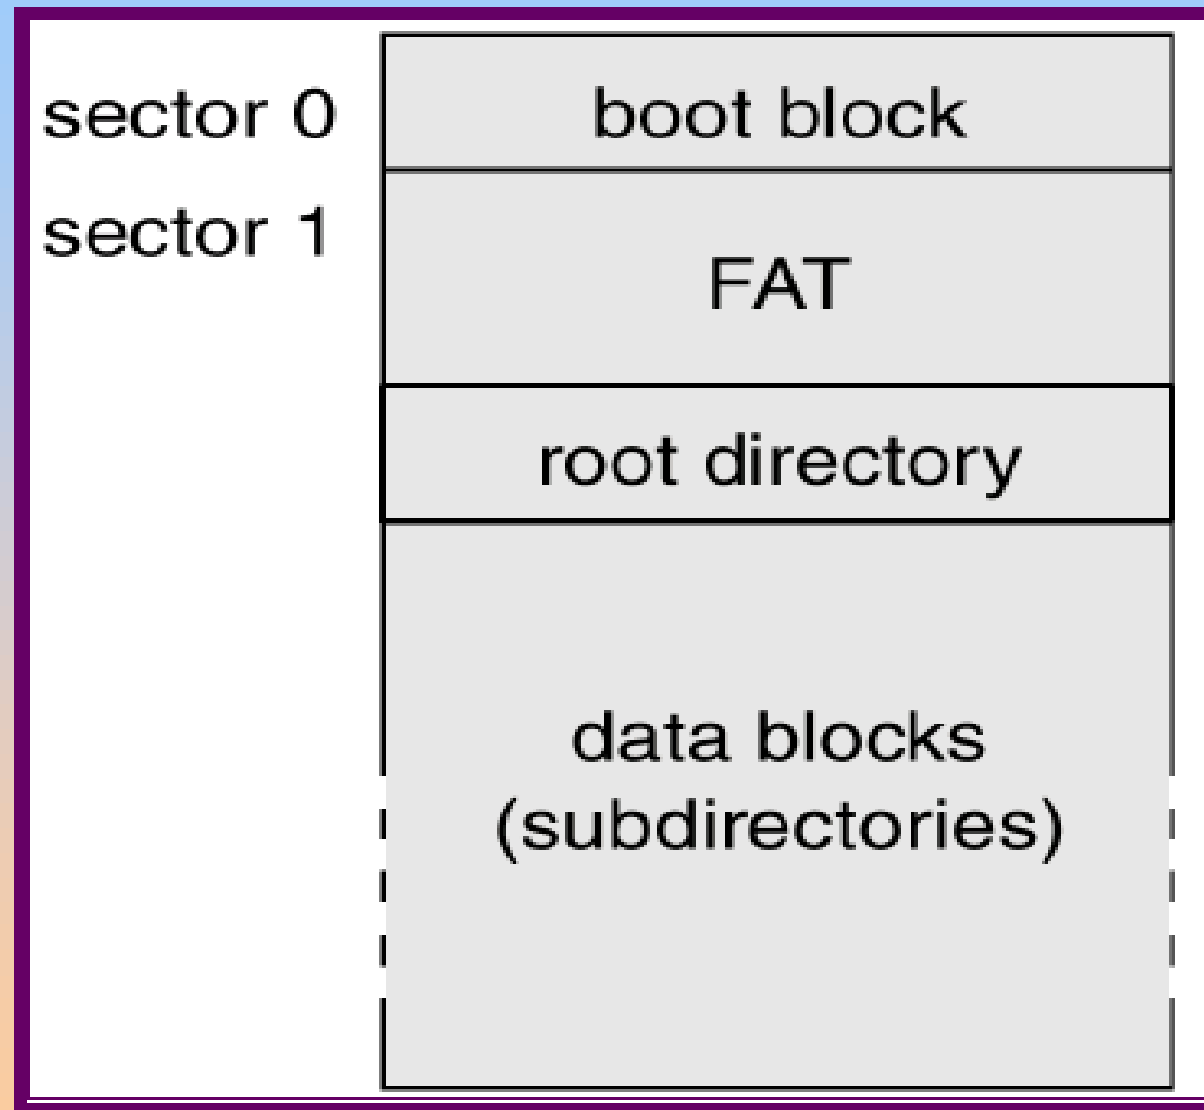 sector 0
boot block
sector 1
FAT
root directory
data blocks
(subdirectories)